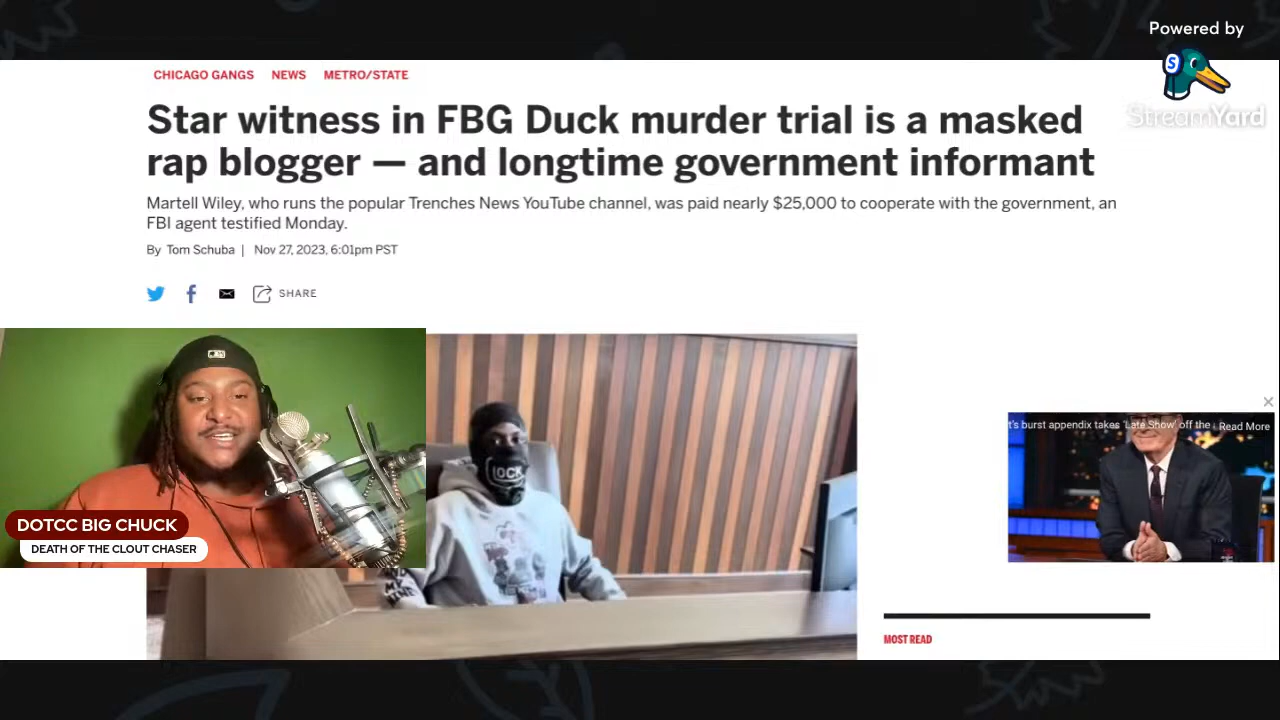 Powered by
S
StreamYard
CHICAGO GANGS NEWS METRO/STATE
Star witness in FBG Duck murder trial is a masked
rap blogger — and longtime government informant
Martell Wiley, who runs the popular Trenches News YouTube channel, was paid nearly $25,000 to cooperate with the government, an
FBI agent testified Monday.
By Tom Schuba | Nov 27, 2023, 6:01pm PST
SHARE
t's burst appendix takes 'Late Show' off the Read More
DOTCC BIG CHUCK
DEATH OF THE CLOUT CHASER
MOST READ